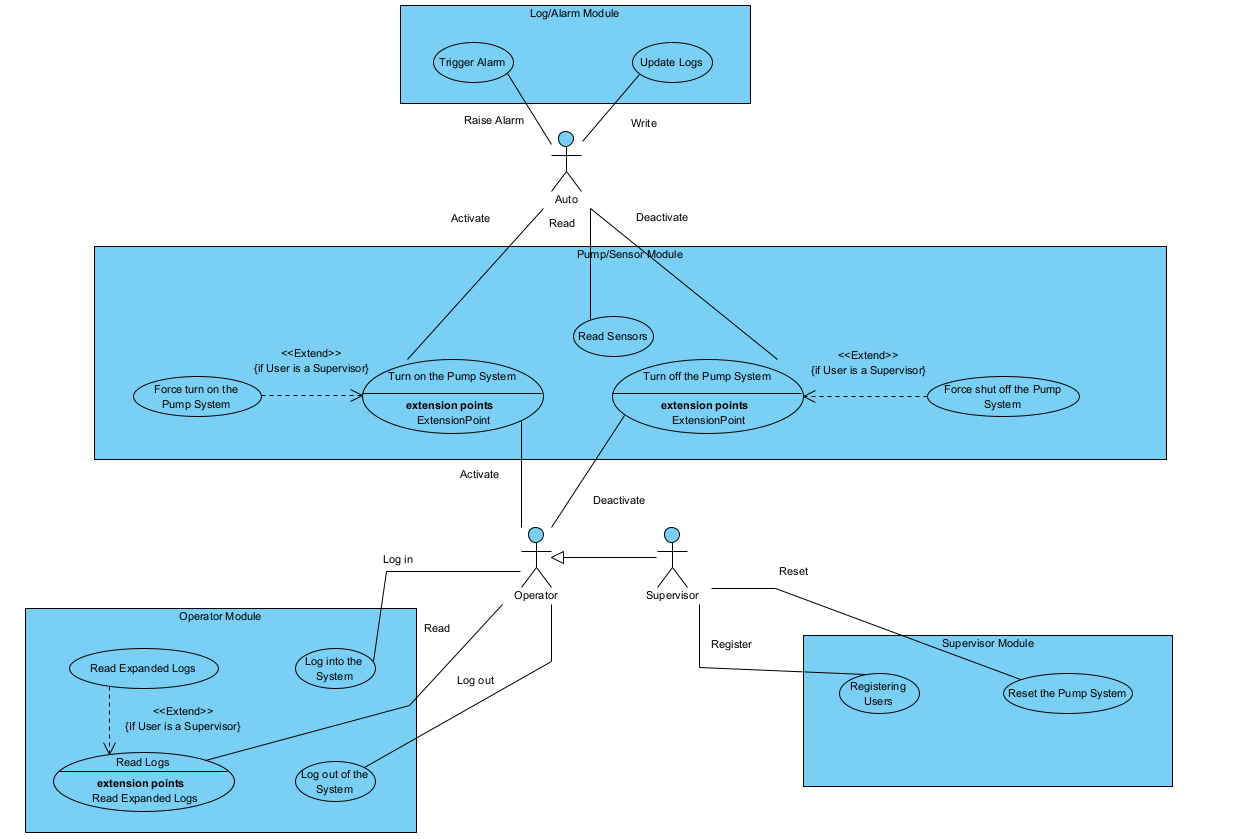 Log/Alarm Module
Trigger Alarm
Update Logs
Raise Alarm
Write
Auto
Activate
Read
Deactivate
Pump/Sensor Module
Read Sensors
<<Extend>>
{if User is a Supervisor}
<<Extend>>
{if User is a Supervisor}
Force turn on the
Pump System
Turn on the Pump System
extension points
ExtensionPoint
Turn off the Pump System
extension points
ExtensionPoint
Force shut off the Pump
System
Activate
Deactivate
Log in
Operator
Supervisor
Reset
Operator Module
Read
Register
Supervisor Module
Read Expanded Logs
Log into the
System
Log out
Registering
Users
Reset the Pump System
<<Extend>>
{If User is a Supervisor}
Read Logs
extension points
Read Expanded Logs
Log out of the
System